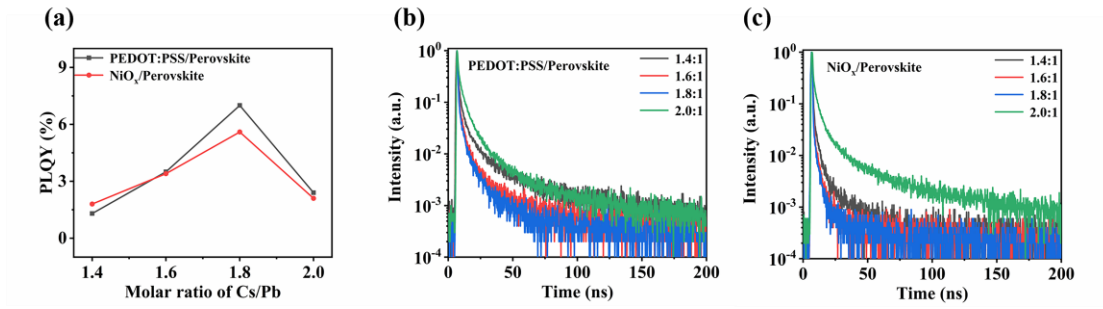 (a)
PEDOT:PSS/Perovskite
NiOₓ/Perovskite
9
6
3
0
PLQY (%)
1.4 1.6 1.8 2.0
Molar ratio of Cs/Pb
(b)
PEDOT:PSS/Perovskite
1.4:1
1.6:1
1.8:1
2.0:1
10⁰
10⁻¹
10⁻²
10⁻³
10⁻⁴
Intensity (a.u.)
0 50 100 150 200
Time (ns)
(c)
NiOₓ/Perovskite
1.4:1
1.6:1
1.8:1
2.0:1
10⁰
10⁻¹
10⁻²
10⁻³
10⁻⁴
Intensity (a.u.)
0 50 100 150 200
Time (ns)